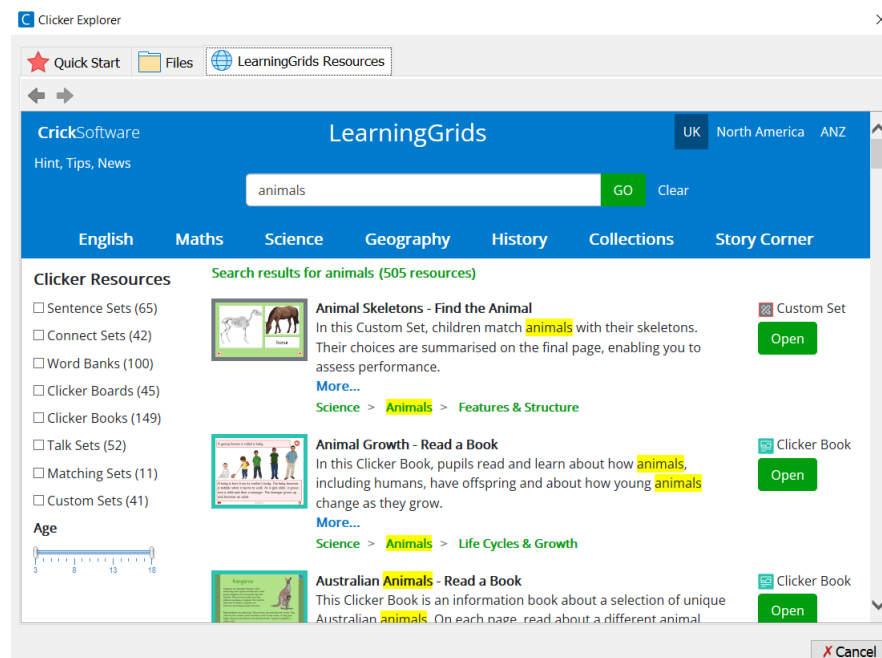 Clicker Explorer
Quick Start
Files
LearningGrids Resources
CrickSoftware
LearningGrids
UK
North America
ANZ
Hint, Tips, News
animals
GO
Clear
English
Maths
Science
Geography
History
Collections
Story Corner
Clicker Resources
Sentence Sets (65)
Connect Sets (42)
Word Banks (100)
Clicker Boards (45)
Clicker Books (149)
Talk Sets (52)
Matching Sets (11)
Custom Sets (41)
Age
3 8 13 18
Search results for animals (505 resources)
horse
Animal Skeletons - Find the Animal
In this Custom Set, children match animals with their skeletons.
Their choices are summarised on the final page, enabling you to
assess performance.
More...
Science > Animals > Features & Structure
Custom Set
Open
Animal Growth - Read a Book
In this Clicker Book, pupils read and learn about how animals,
including humans, have offspring and about how young animals
change as they grow.
More...
Science > Animals > Life Cycles & Growth
Clicker Book
Open
Kangaroo
Australian Animals - Read a Book
This Clicker Book is an information book about a selection of unique
Australian animals. On each page, read about a different animal
Clicker Book
Open
Cancel